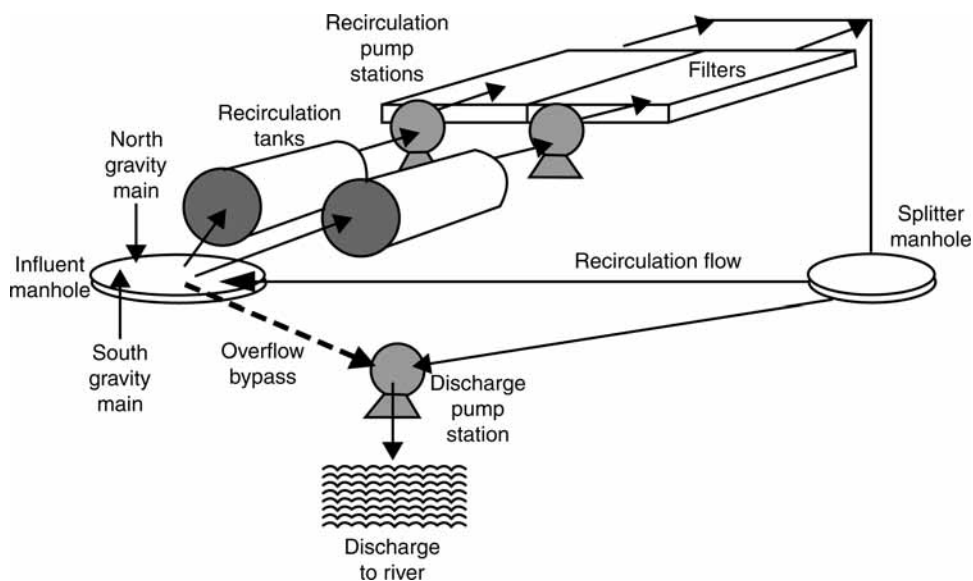 Recirculation
pump
stations
Filters
Recirculation
tanks
North
gravity
main
Splitter
manhole
Influent
manhole
Recirculation flow
South
gravity
main
Overflow
bypass
Discharge
pump
station
Discharge
to river